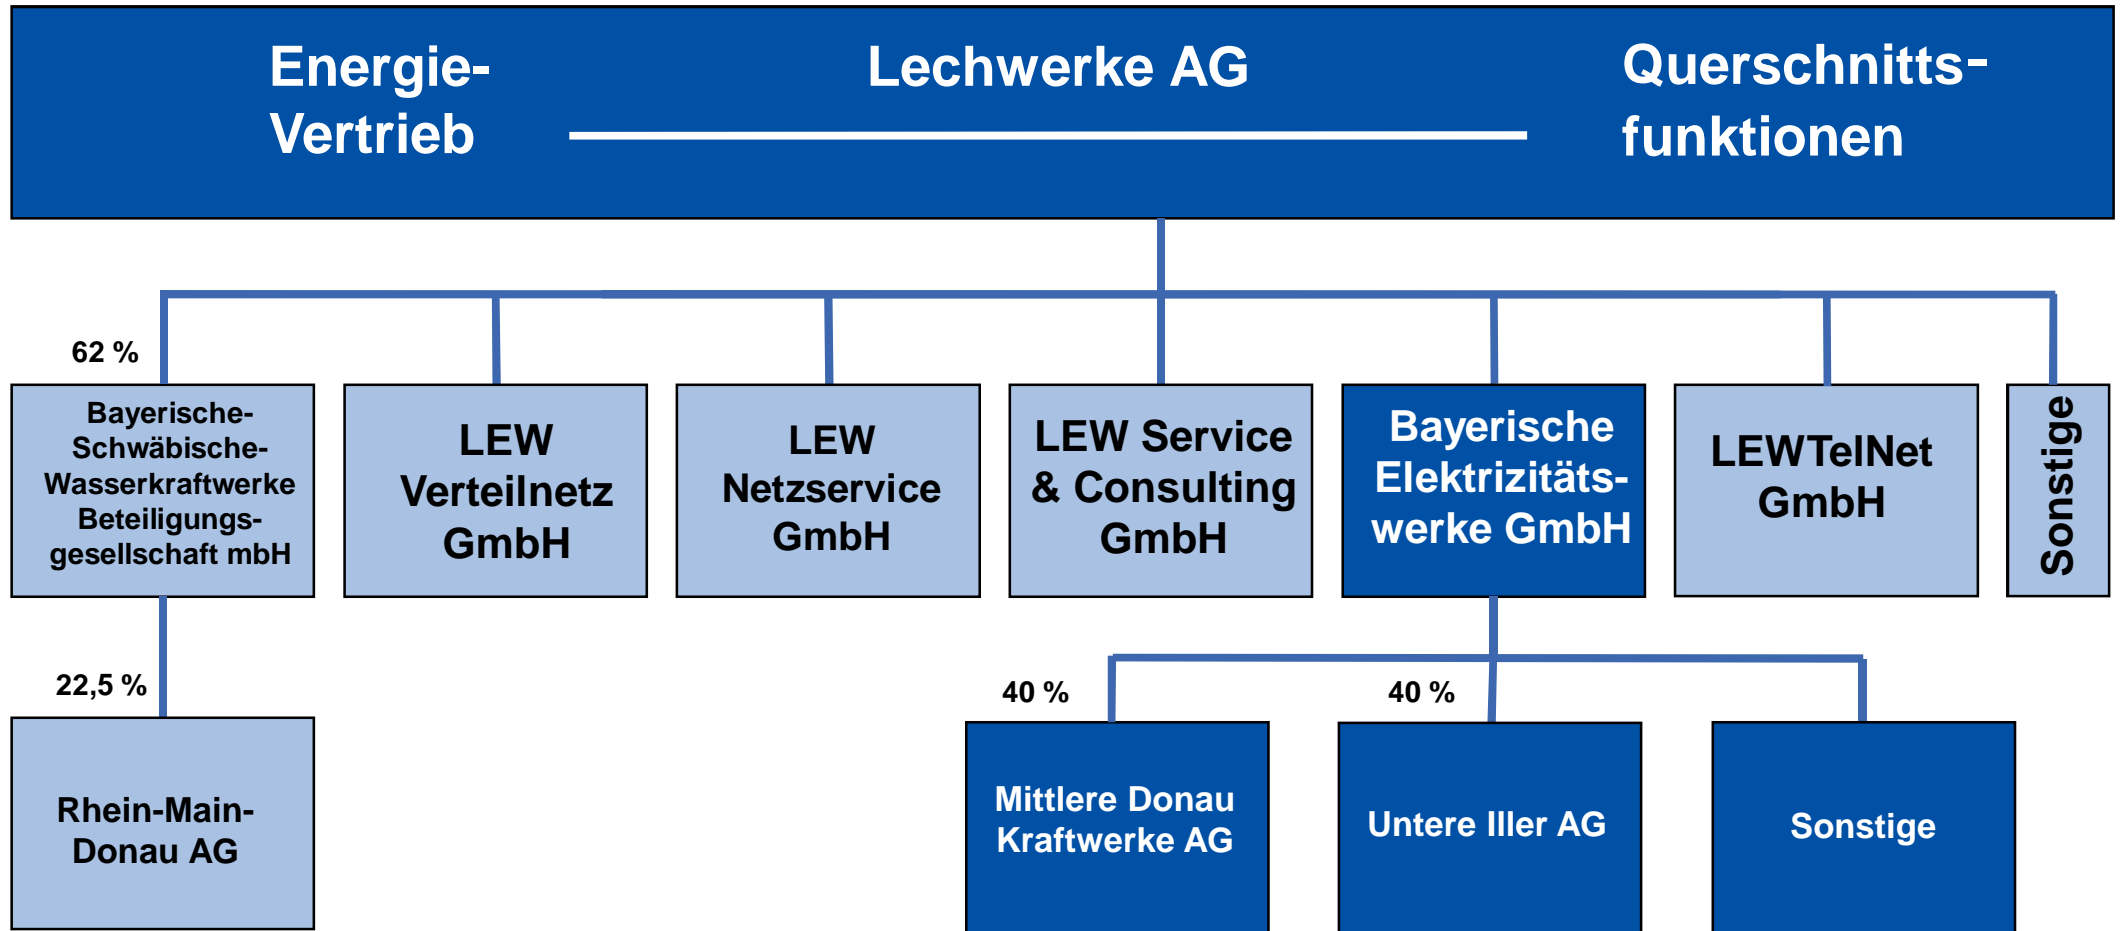 Energie-
Vertrieb
Lechwerke AG
Querschnitts-
funktionen
62 %
Bayerische-
Schwäbische-
Wasserkraftwerke
Beteiligungs-
gesellschaft mbH
LEW
Verteilnetz
GmbH
LEW
Netzservice
GmbH
LEW Service
& Consulting
GmbH
Bayerische
Elektrizitäts-
werke GmbH
LEWTelNet
GmbH
Sonstige
22,5 %
40 %
40 %
Rhein-Main-
Donau AG
Mittlere Donau
Kraftwerke AG
Untere Iller AG
Sonstige